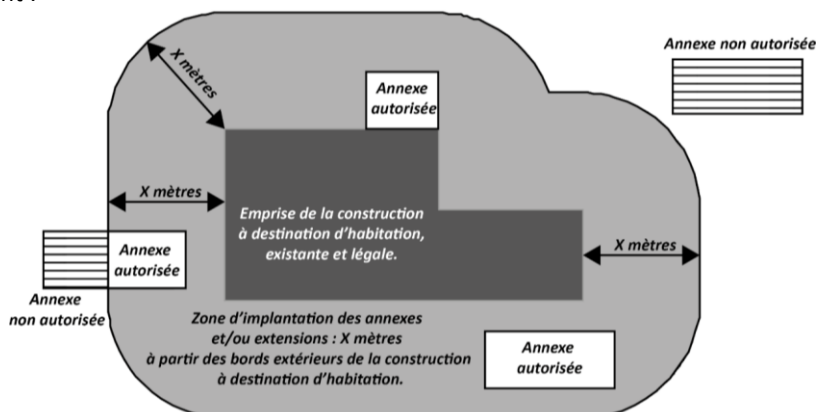 Annexe non autorisée
X mètres
Annexe
autorisée
X mètres
Emprise de la construction
à destination d'habitation,
existante et légale.
X mètres
Annexe
autorisée
Annexe
non autorisée
Zone d'implantation des annexes
et/ou extensions : X mètres
à partir des bords extérieurs de la construction
à destination d'habitation.
Annexe
autorisée